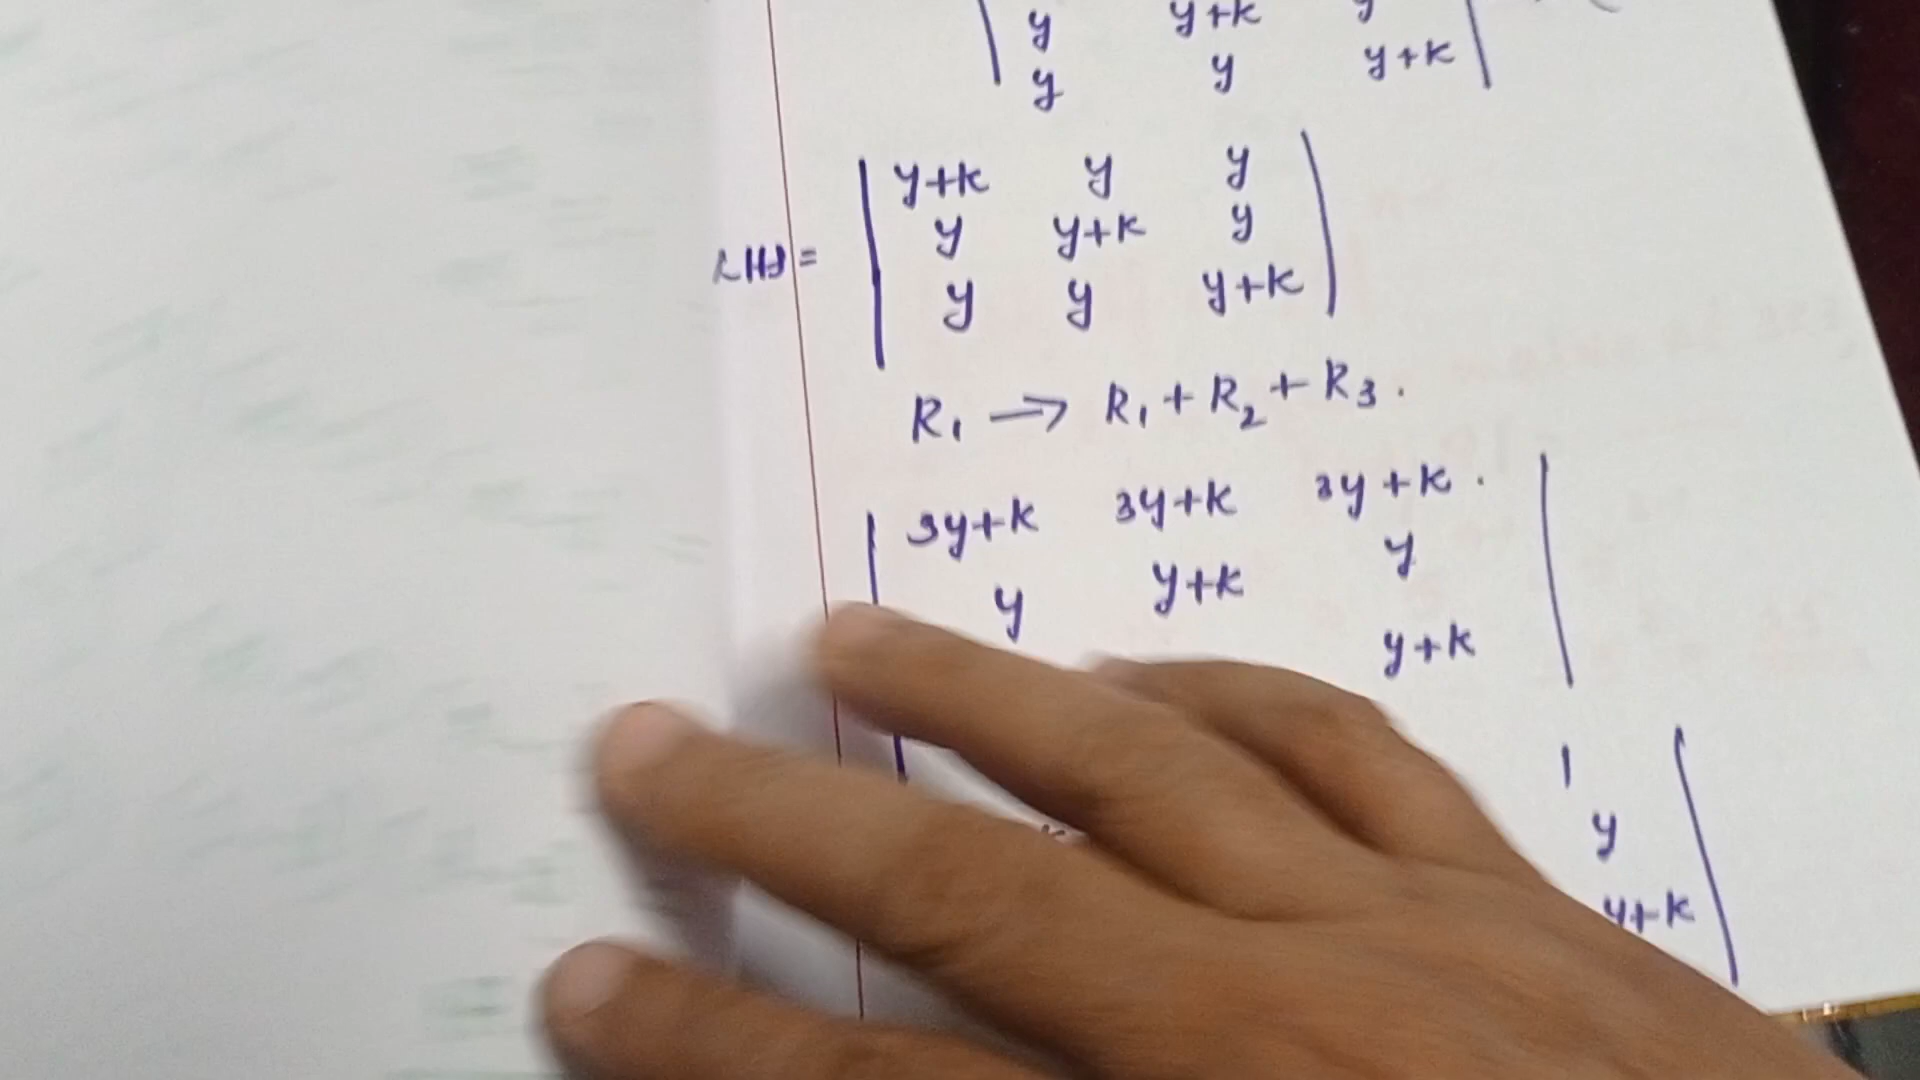 y y+k y
y y y+k
LHS =
y+k y y
y y+k y
y y y+k
R₁ → R₁ + R₂ + R₃.
3y+k 3y+k 3y+k.
y y+k y
y+k
1
y
y+k